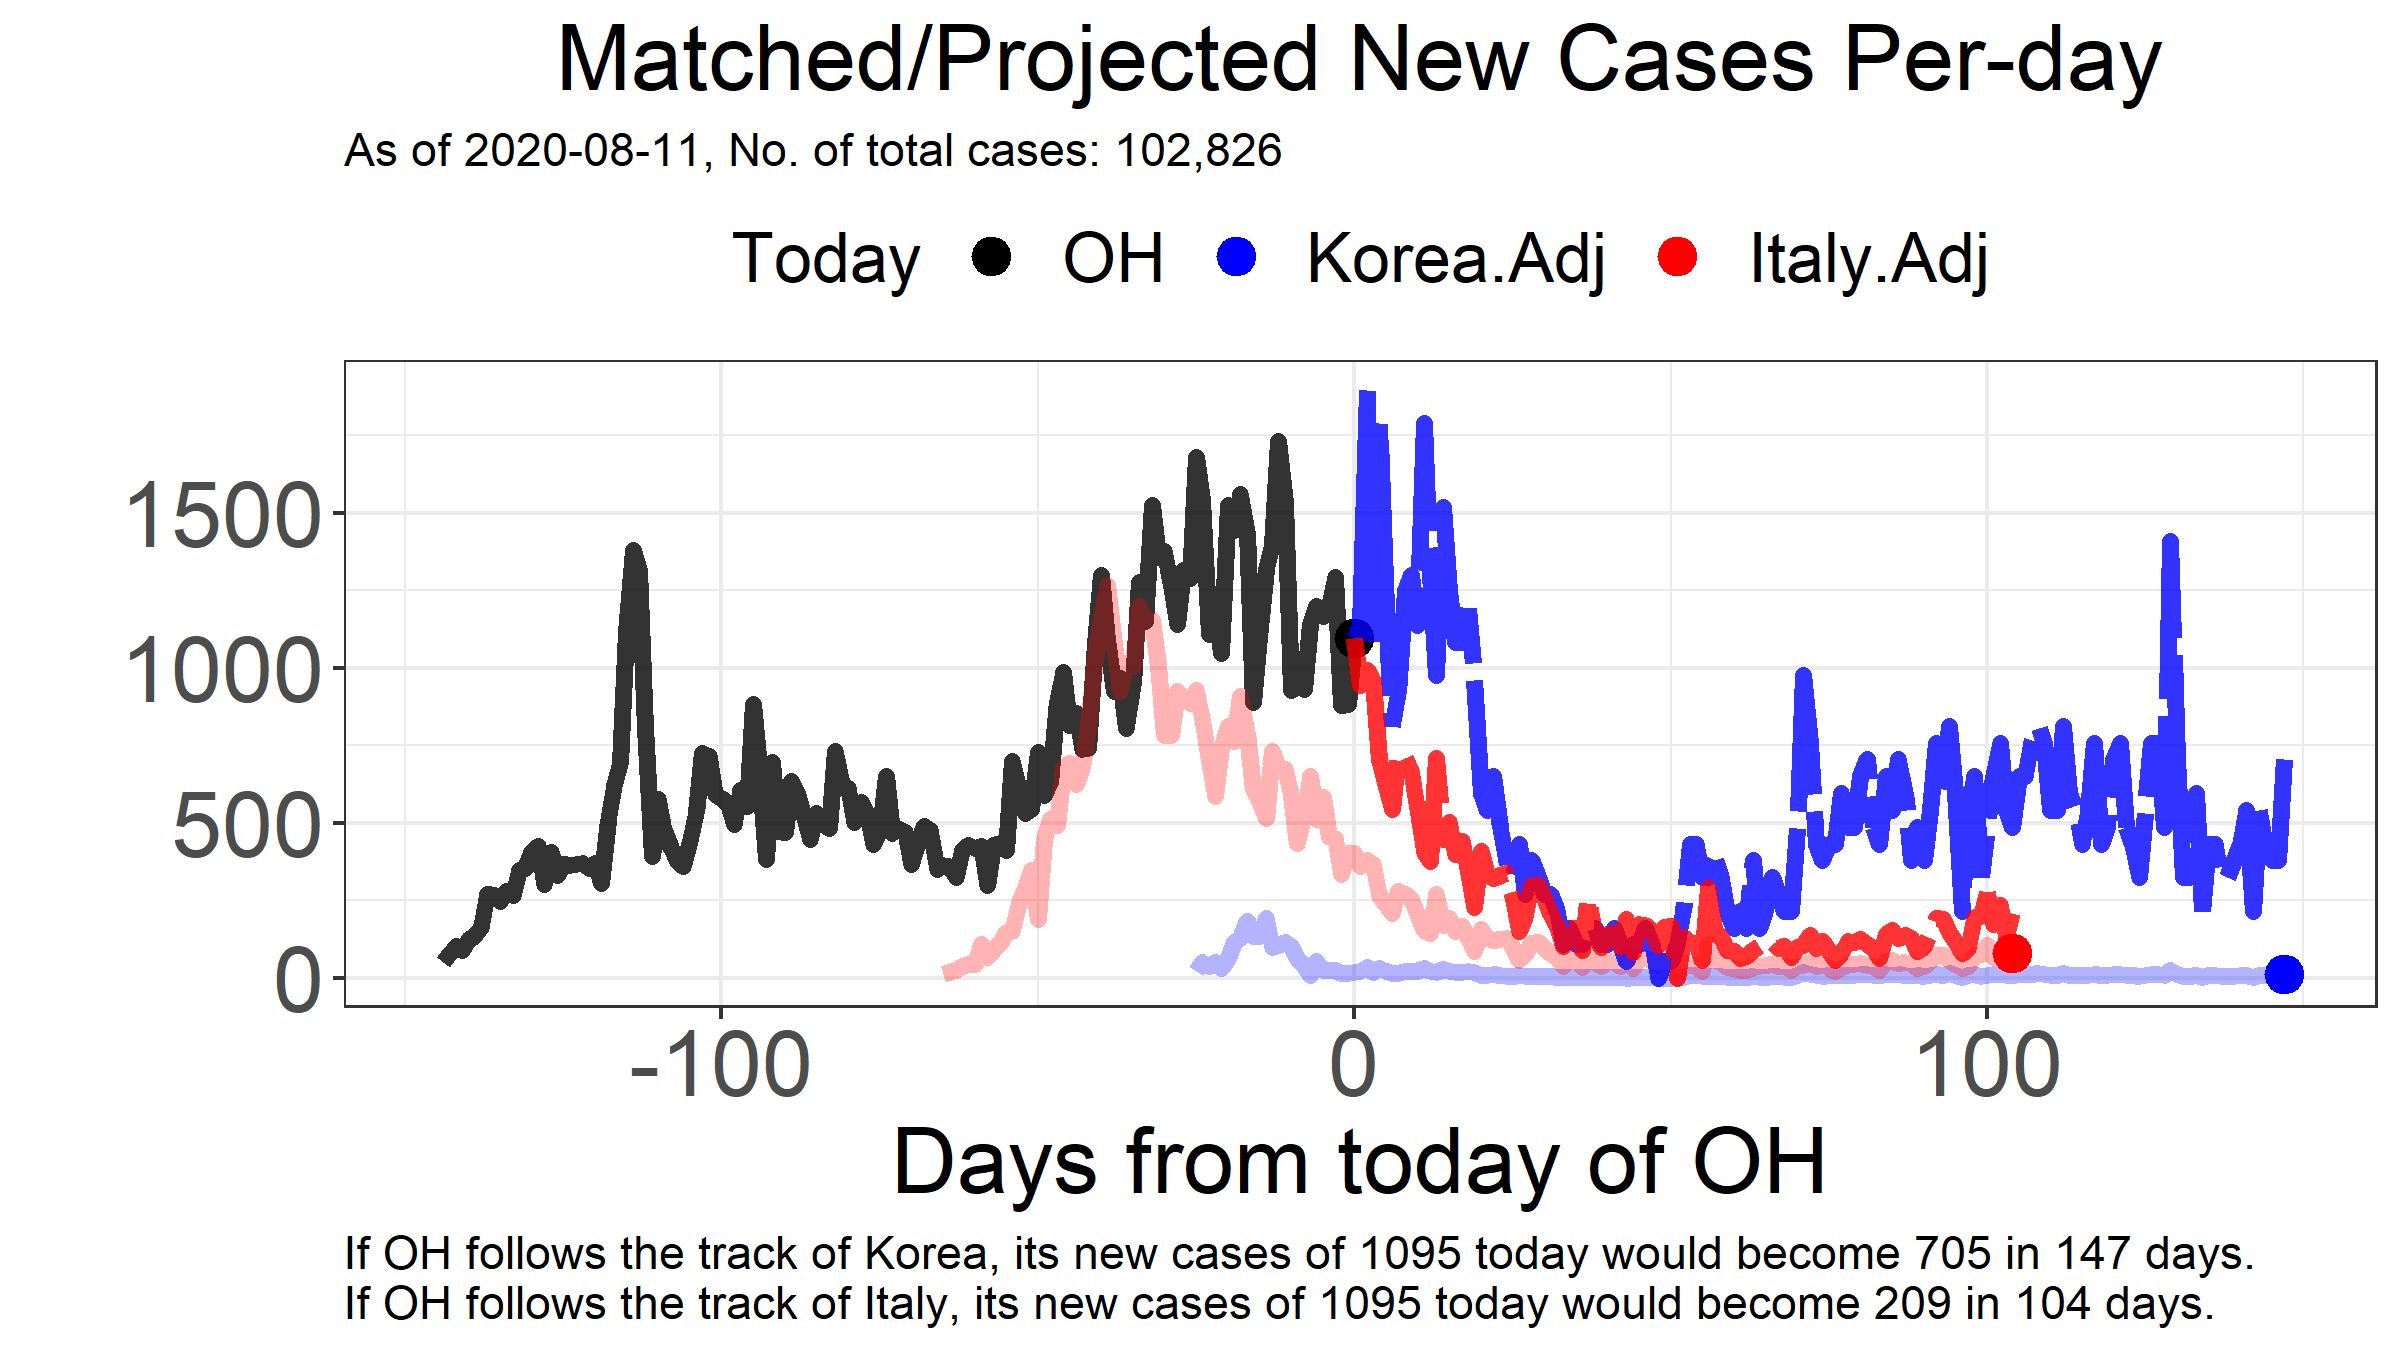 Matched/Projected New Cases Per-day
As of 2020-08-11, No. of total cases: 102,826
Today OH Korea.Adj Italy.Adj
1500
1000
500
0
-100 0 100
Days from today of OH
If OH follows the track of Korea, its new cases of 1095 today would become 705 in 147 days.
If OH follows the track of Italy, its new cases of 1095 today would become 209 in 104 days.